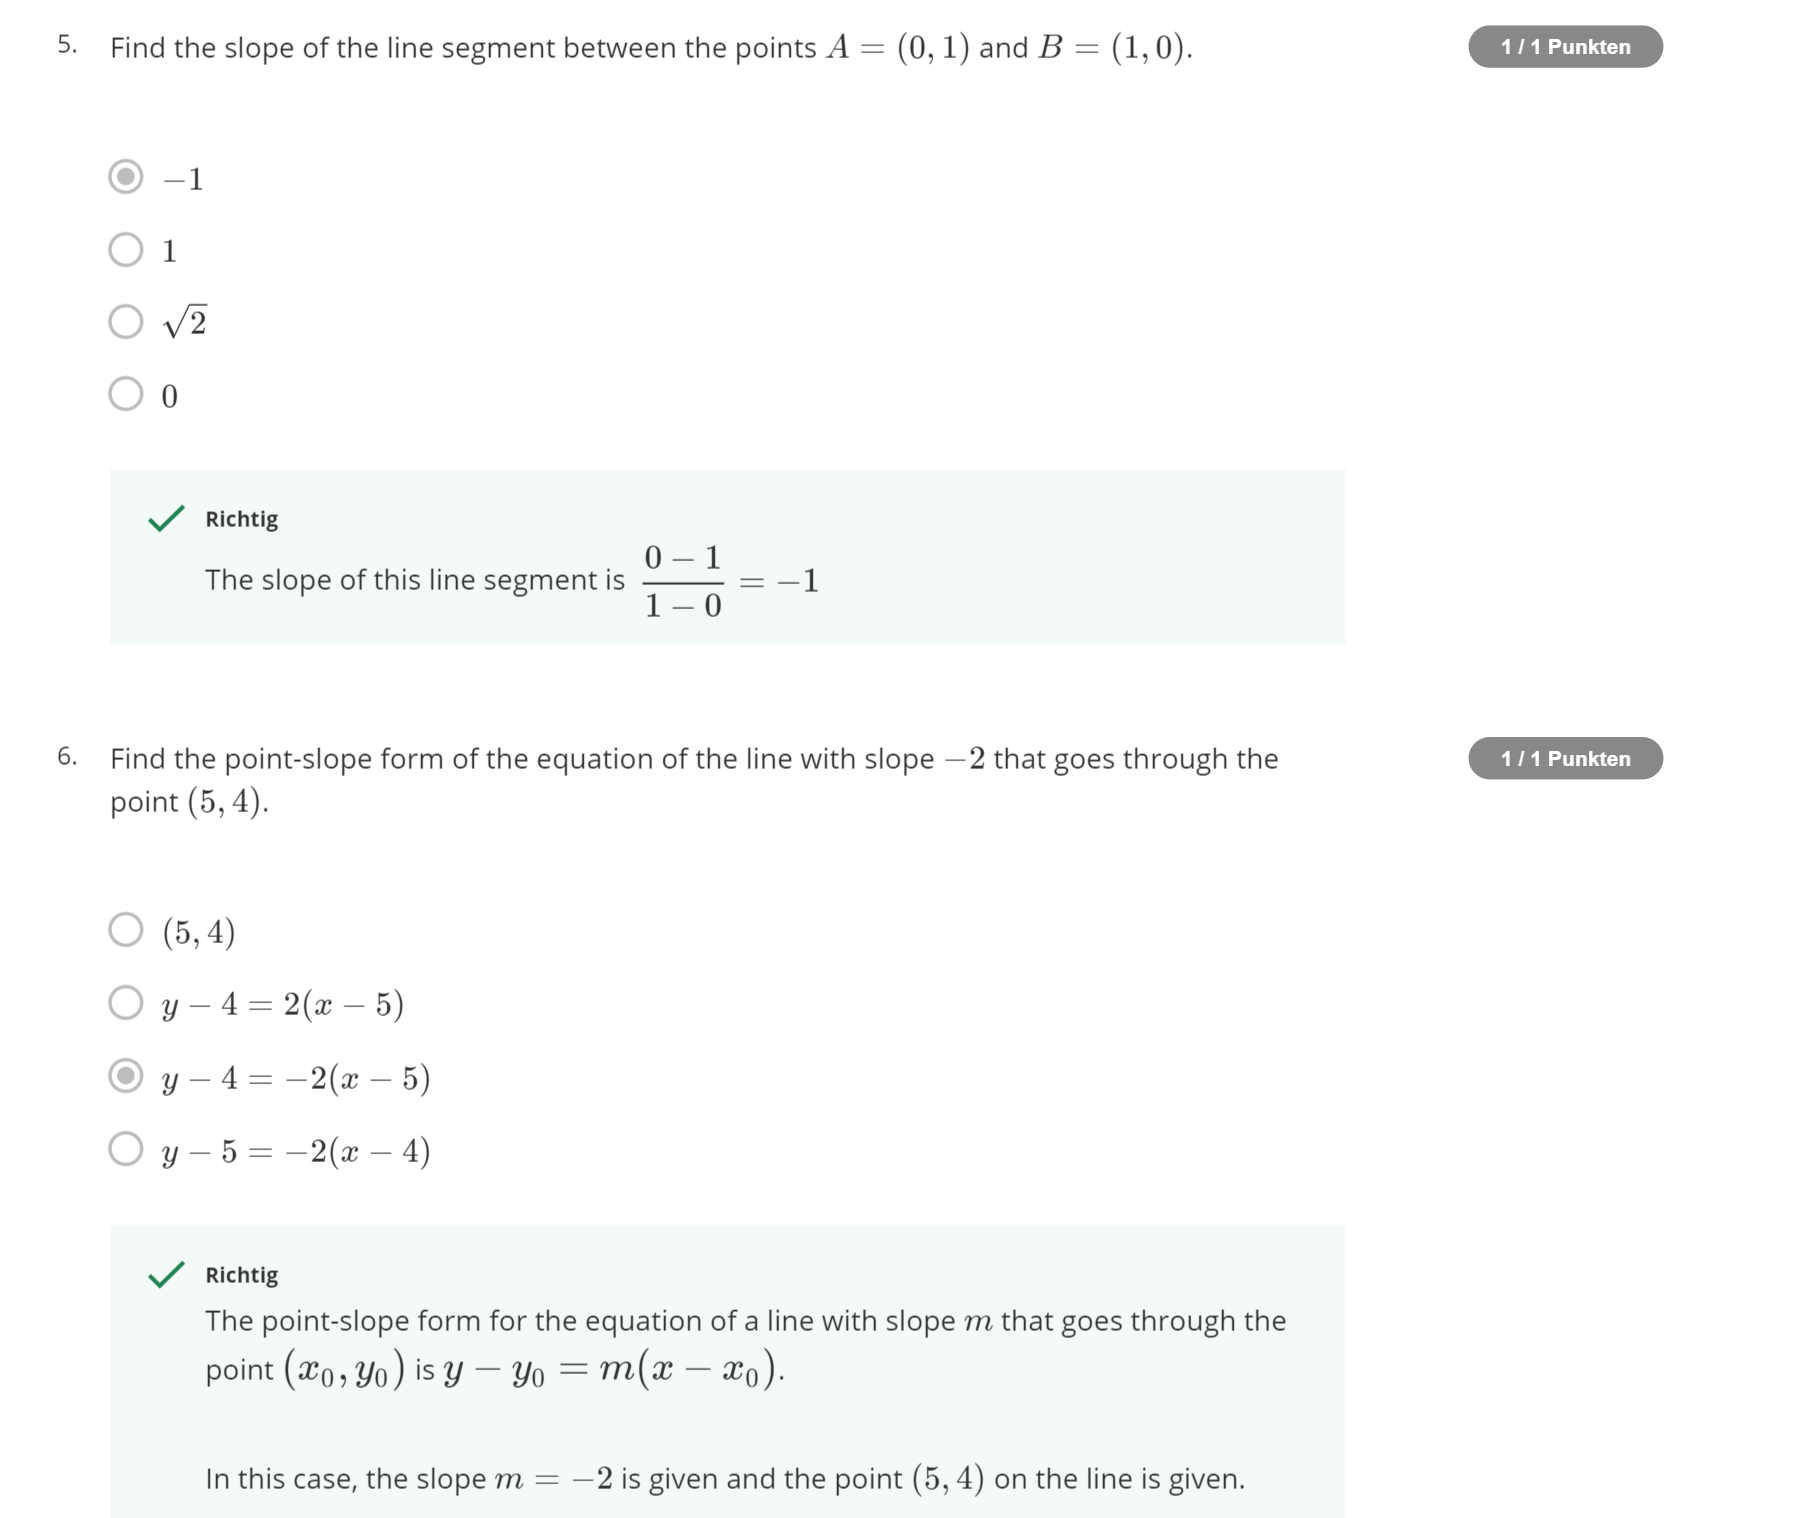 5. Find the slope of the line segment between the points A = (0, 1) and B = (1, 0).
1 / 1 Punkten
−1
1
√2
0
Richtig
The slope of this line segment is (0 − 1)/(1 − 0) = −1
6. Find the point-slope form of the equation of the line with slope −2 that goes through the
point (5, 4).
1 / 1 Punkten
(5, 4)
y − 4 = 2(x − 5)
y − 4 = −2(x − 5)
y − 5 = −2(x − 4)
Richtig
The point-slope form for the equation of a line with slope m that goes through the
point (x₀, y₀) is y − y₀ = m(x − x₀).
In this case, the slope m = −2 is given and the point (5, 4) on the line is given.